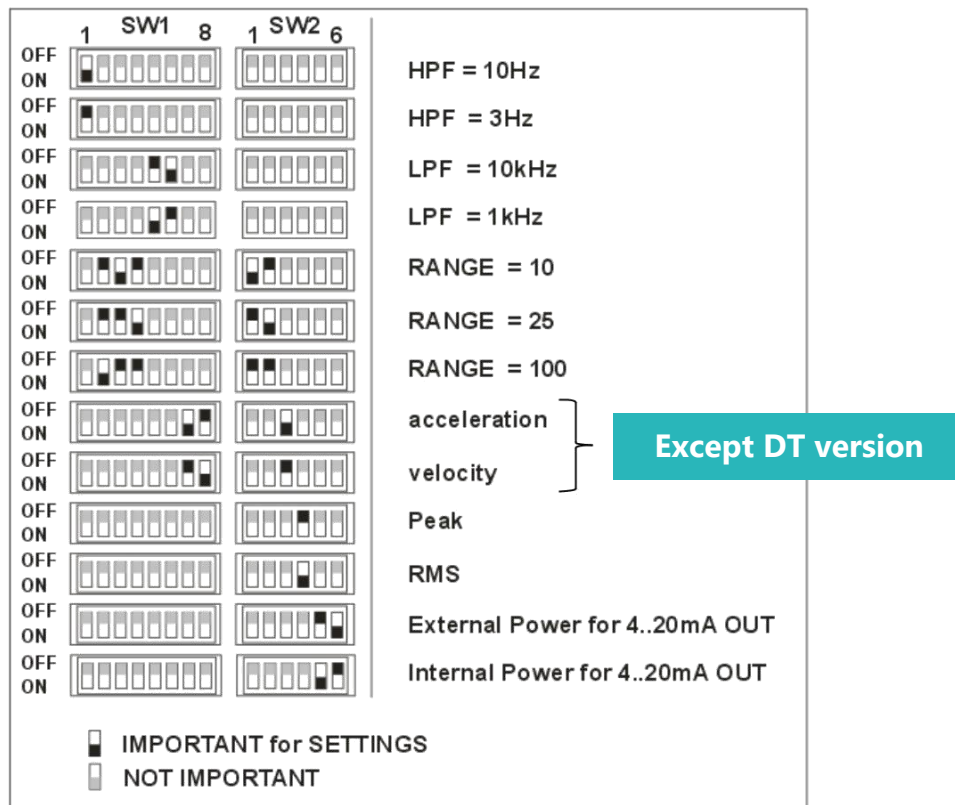 1 SW1 8 1 SW2 6
OFF
ON
HPF = 10Hz
OFF
ON
HPF = 3Hz
OFF
ON
LPF = 10kHz
OFF
ON
LPF = 1kHz
OFF
ON
RANGE = 10
OFF
ON
RANGE = 25
OFF
ON
RANGE = 100
OFF
ON
acceleration
Except DT version
OFF
ON
velocity
OFF
ON
Peak
OFF
ON
RMS
OFF
ON
External Power for 4..20mA OUT
OFF
ON
Internal Power for 4..20mA OUT
IMPORTANT for SETTINGS
NOT IMPORTANT